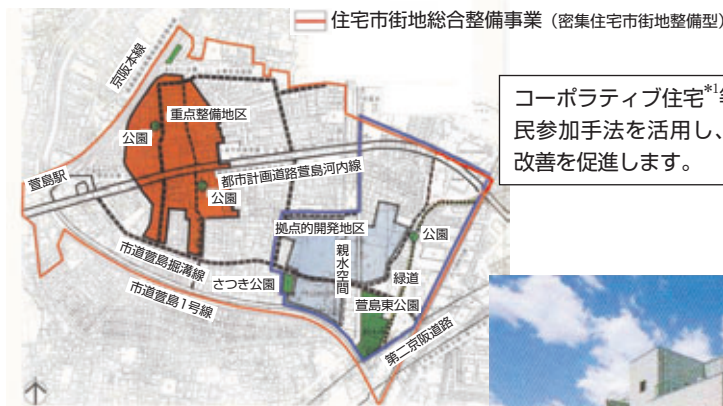 住宅市街地総合整備事業（密集住宅市街地整備型）
コーポラティブ住宅*1
民参加手法を活用し、
改善を促進します。
京阪本線
重点整備地区
公園
萱島駅
都市計画道路萱島河内線
公園
拠点的開発地区
公園
親水空間
市道萱島掘溝線
さつき公園
緑道
市道萱島1号線
萱島東公園
第二京阪道路